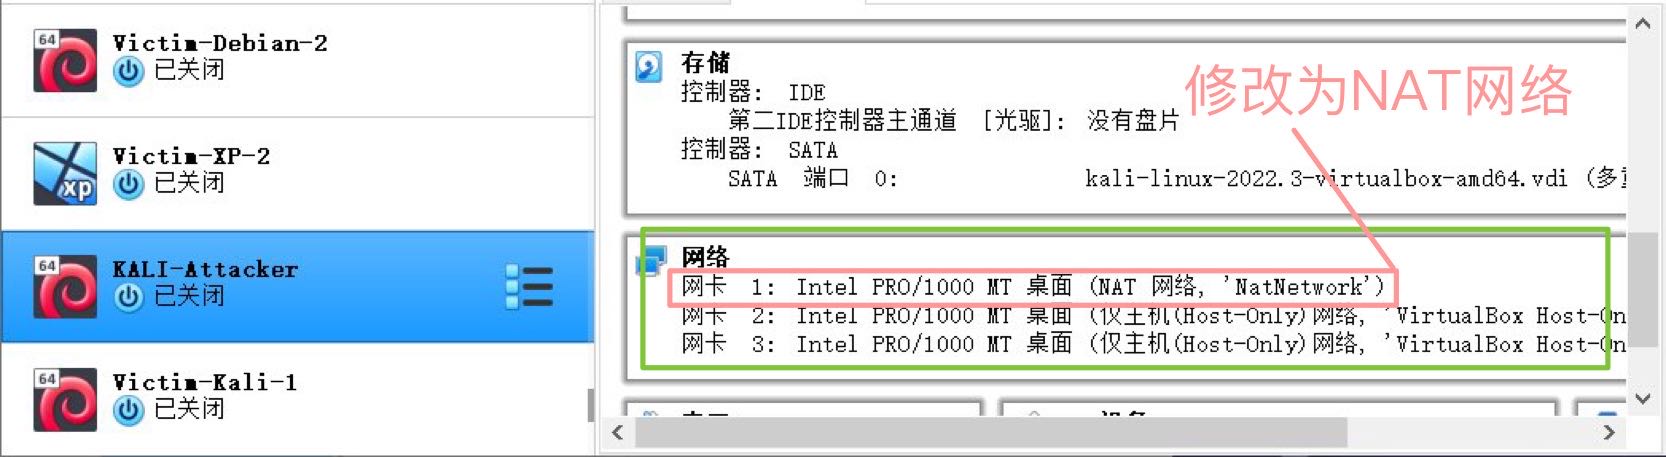 64
Victim-Debian-2
已关闭
xp
Victim-XP-2
已关闭
64
KALI-Attacker
已关闭
64
Victim-Kali-1
已关闭
存储
控制器: IDE
第二IDE控制器主通道 [光驱]: 没有盘片
控制器: SATA
SATA 端口 0: kali-linux-2022.3-virtualbox-amd64.vdi (多
修改为NAT网络
网络
网卡 1: Intel PRO/1000 MT 桌面 (NAT 网络, 'NatNetwork')
网卡 2: Intel PRO/1000 MT 桌面 (仅主机(Host-Only)网络, 'VirtualBox Host-On
网卡 3: Intel PRO/1000 MT 桌面 (仅主机(Host-Only)网络, 'VirtualBox Host-On